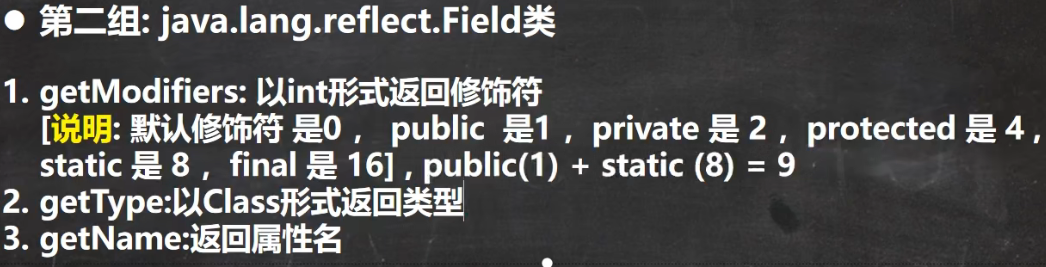 ● 第二组: java.lang.reflect.Field类
1. getModifiers: 以int形式返回修饰符
[说明: 默认修饰符 是0 ， public 是1 ，private 是 2 ，protected 是 4 ,
static 是 8 ，final 是 16] , public(1) + static (8) = 9
2. getType:以Class形式返回类型
3. getName:返回属性名